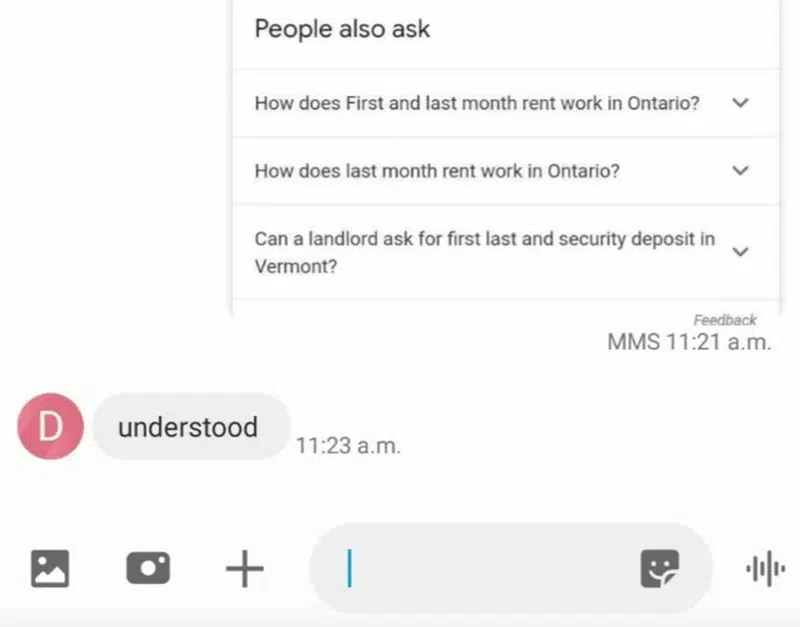 People also ask
How does First and last month rent work in Ontario?
How does last month rent work in Ontario?
Can a landlord ask for first last and security deposit in
Vermont?
Feedback
MMS 11:21 a.m.
D
understood
11:23 a.m.